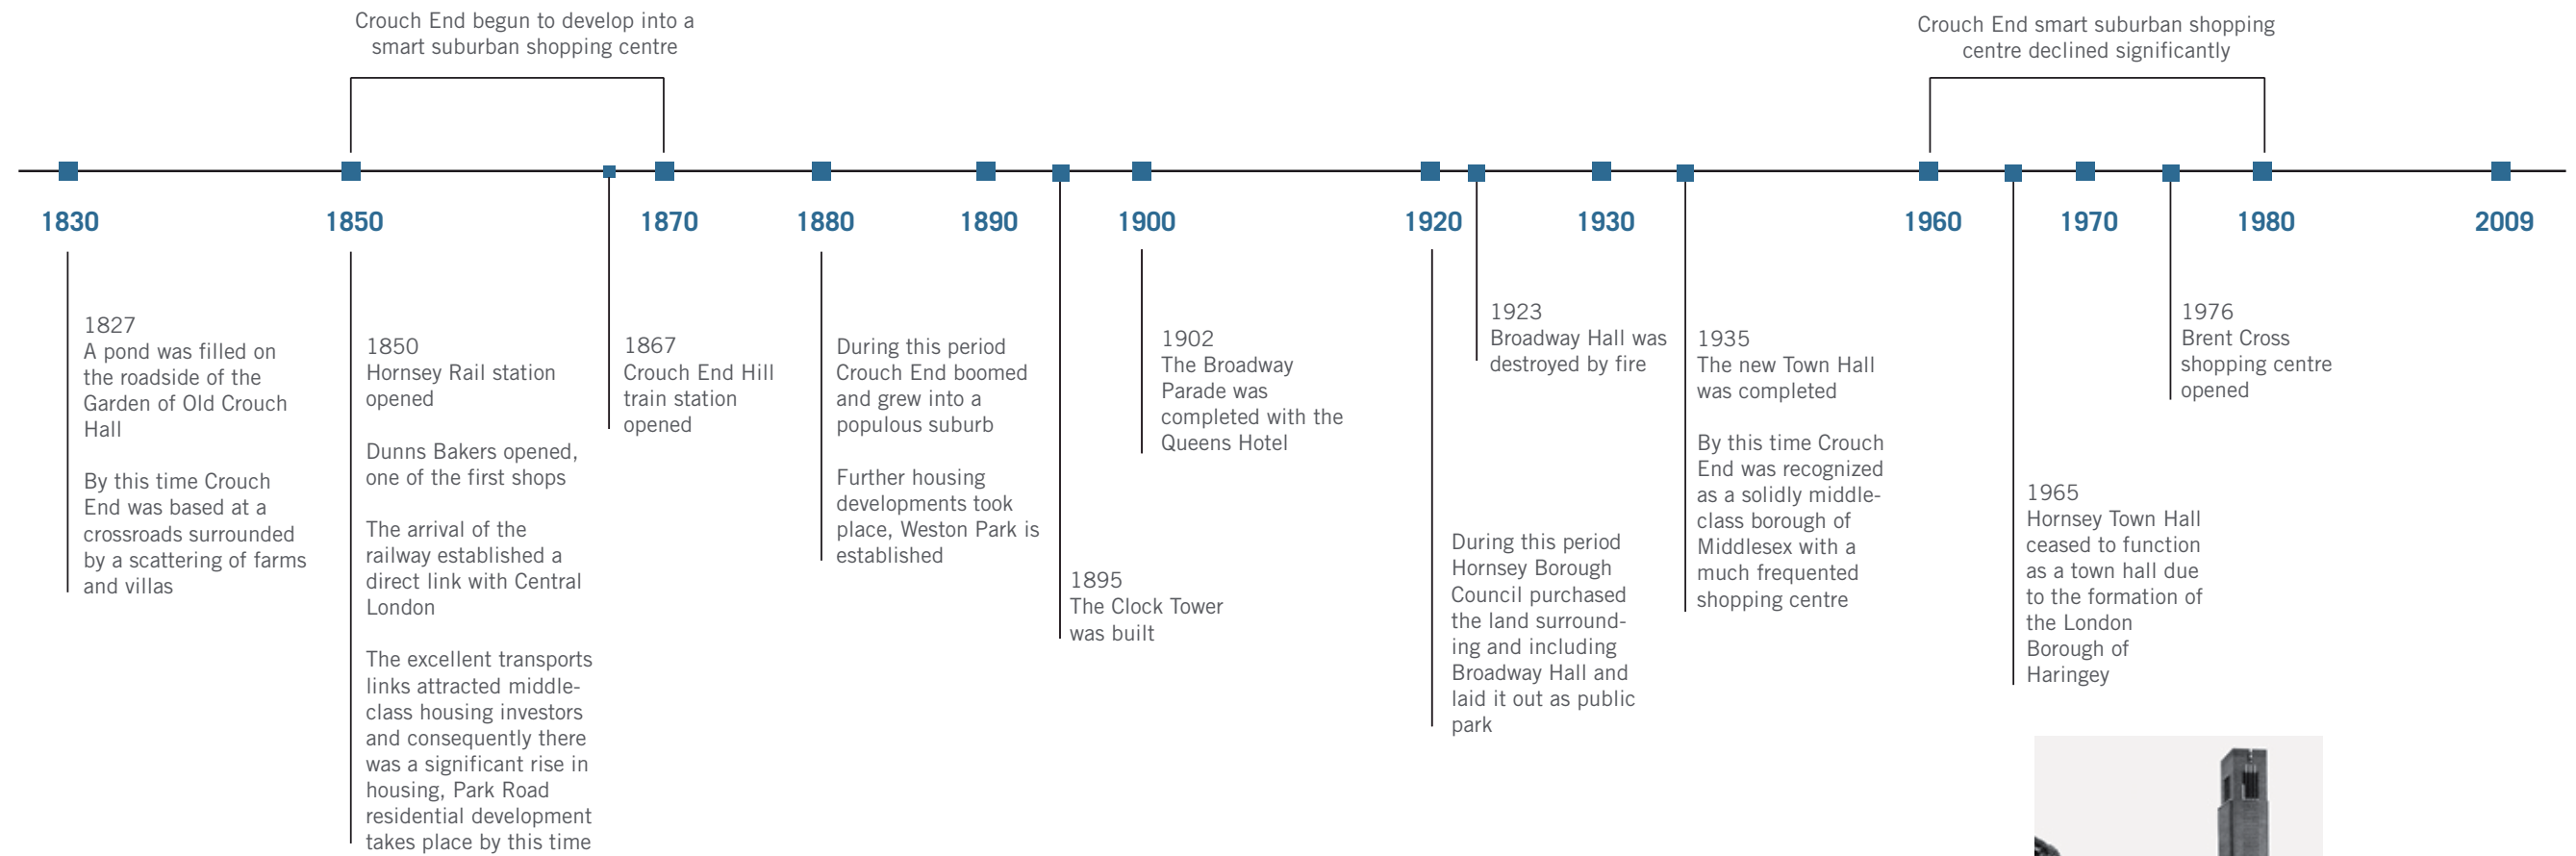 Crouch End begun to develop into a
smart suburban shopping centre
Crouch End smart suburban shopping
centre declined significantly
1830
1850
1870
1880
1890
1900
1920
1930
1960
1970
1980
2009
1827
A pond was filled on
the roadside of the
Garden of Old Crouch
Hall
By this time Crouch
End was based at a
crossroads surrounded
by a scattering of farms
and villas
1850
Hornsey Rail station
opened
Dunns Bakers opened,
one of the first shops
The arrival of the
railway established a
direct link with Central
London
The excellent transports
links attracted middle-
class housing investors
and consequently there
was a significant rise in
housing, Park Road
residential development
takes place by this time
1867
Crouch End Hill
train station
opened
During this period
Crouch End boomed
and grew into a
populous suburb
Further housing
developments took
place, Weston Park is
established
1895
The Clock Tower
was built
1902
The Broadway
Parade was
completed with the
Queens Hotel
During this period
Hornsey Borough
Council purchased
the land surround-
ing and including
Broadway Hall and
laid it out as public
park
1923
Broadway Hall was
destroyed by fire
1935
The new Town Hall
was completed
By this time Crouch
End was recognized
as a solidly middle-
class borough of
Middlesex with a
much frequented
shopping centre
1965
Hornsey Town Hall
ceased to function
as a town hall due
to the formation of
the London
Borough of
Haringey
1976
Brent Cross
shopping centre
opened